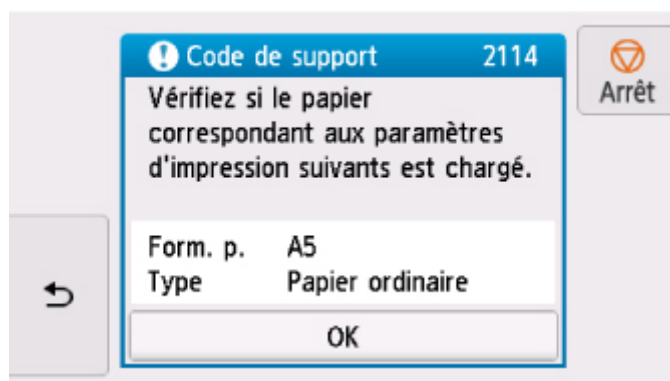 Code de support 2114
Arrêt
Vérifiez si le papier
correspondant aux paramètres
d'impression suivants est chargé.
Form. p. A5
Type Papier ordinaire
OK